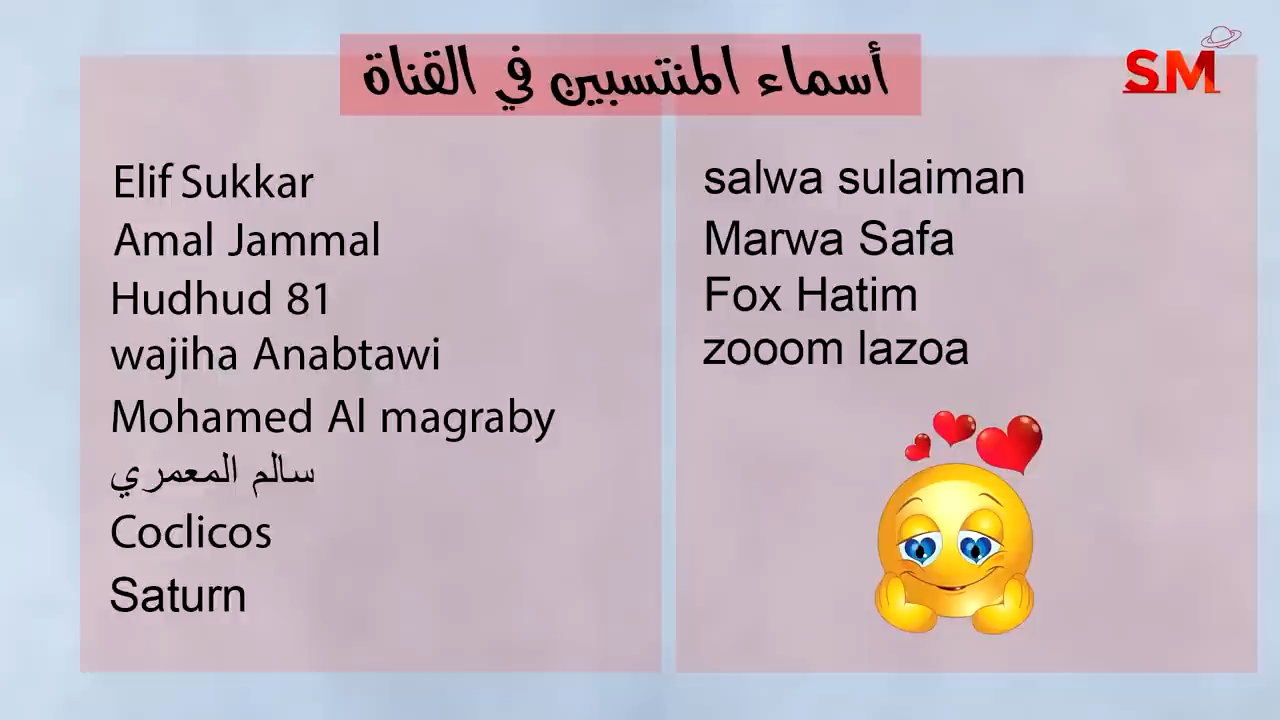 أسماء المنتسبين في القناة
SM
Elif Sukkar
Amal Jammal
Hudhud 81
wajiha Anabtawi
Mohamed Al magraby
سالم المعمري
Coclicos
Saturn
salwa sulaiman
Marwa Safa
Fox Hatim
zooom lazoa